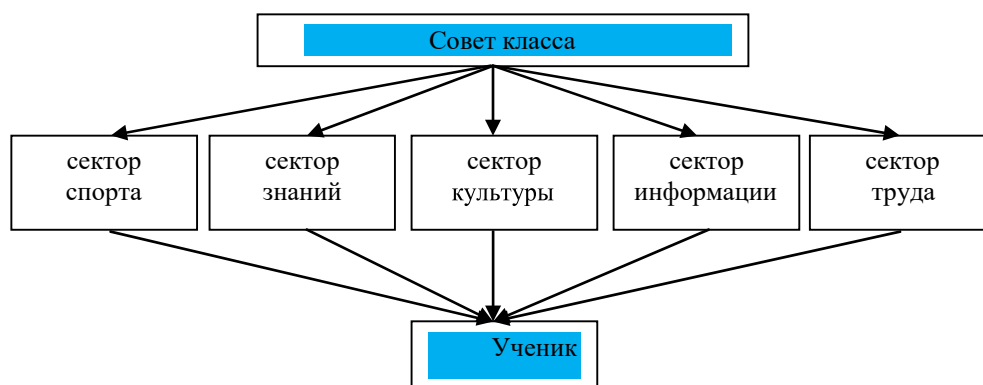 Совет класса
сектор
спорта
сектор
знаний
сектор
культуры
сектор
информации
сектор
труда
Ученик